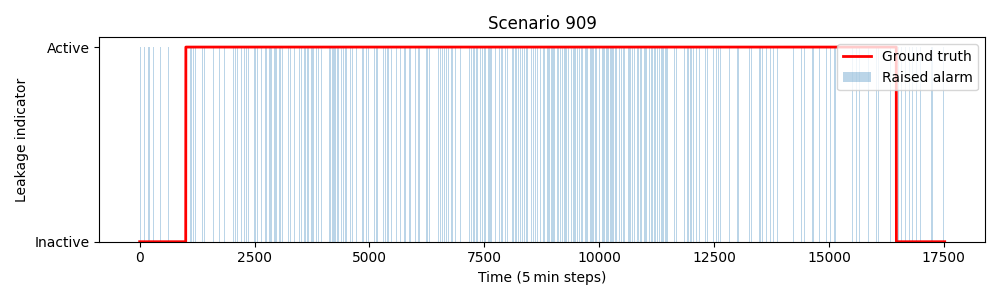 Scenario 909
Active
Inactive
Leakage indicator
Ground truth
Raised alarm
0
2500
5000
7500
10000
12500
15000
17500
Time (5 min steps)